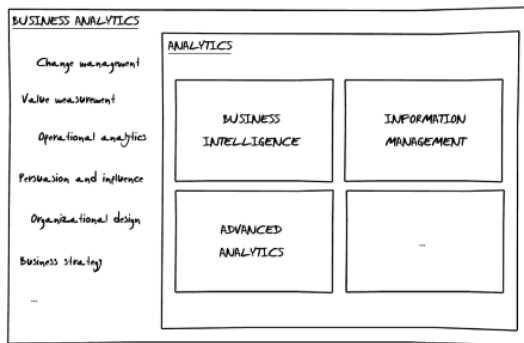 BUSINESS ANALYTICS
Change management
Value measurement
Operational analytics
Persuasion and influence
Organizational design
Business strategy
...
ANALYTICS
BUSINESS
INTELLIGENCE
INFORMATION
MANAGEMENT
ADVANCED
ANALYTICS
...